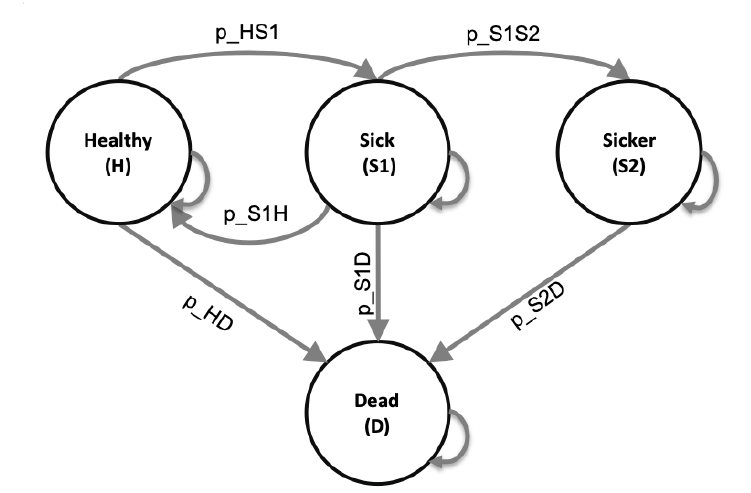 p_HS1
p_S1S2
Healthy
(H)
Sick
(S1)
Sicker
(S2)
p_S1H
p_HD
p_S1D
p_S2D
Dead
(D)